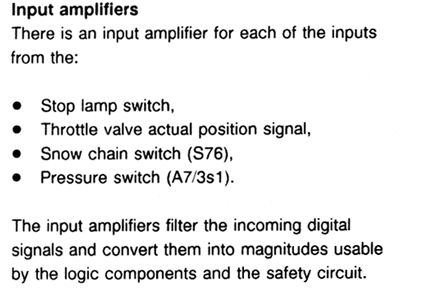 Input amplifiers
There is an input amplifier for each of the inputs
from the:
● Stop lamp switch,
● Throttle valve actual position signal,
● Snow chain switch (S76),
● Pressure switch (A7/3s1).
The input amplifiers filter the incoming digital
signals and convert them into magnitudes usable
by the logic components and the safety circuit.